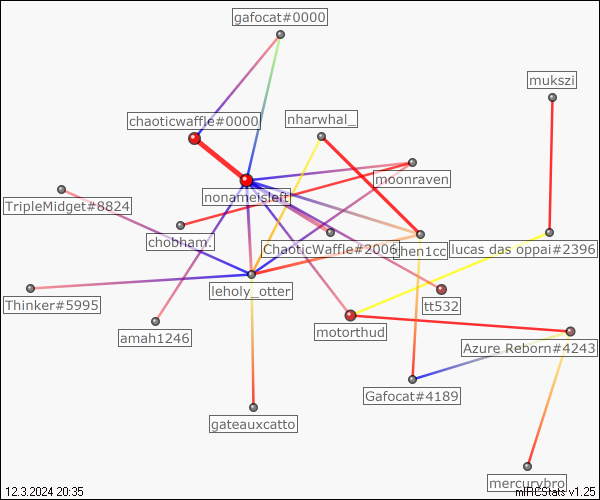 gafocat#0000
mukszi
chaoticwaffle#0000
nharwhal_
moonraven
nonameisleft
TripleMidget#8824
chobham.
ChaoticWaffle#2006
hen1cc
lucas das oppai#2396
leholy_otter
Thinker#5995
tt532
amah1246
motorthud
Azure Reborn#4243
Gafocat#4189
gateauxcatto
mercurybro
12.3.2024 20:35
mIRCStats v1.25